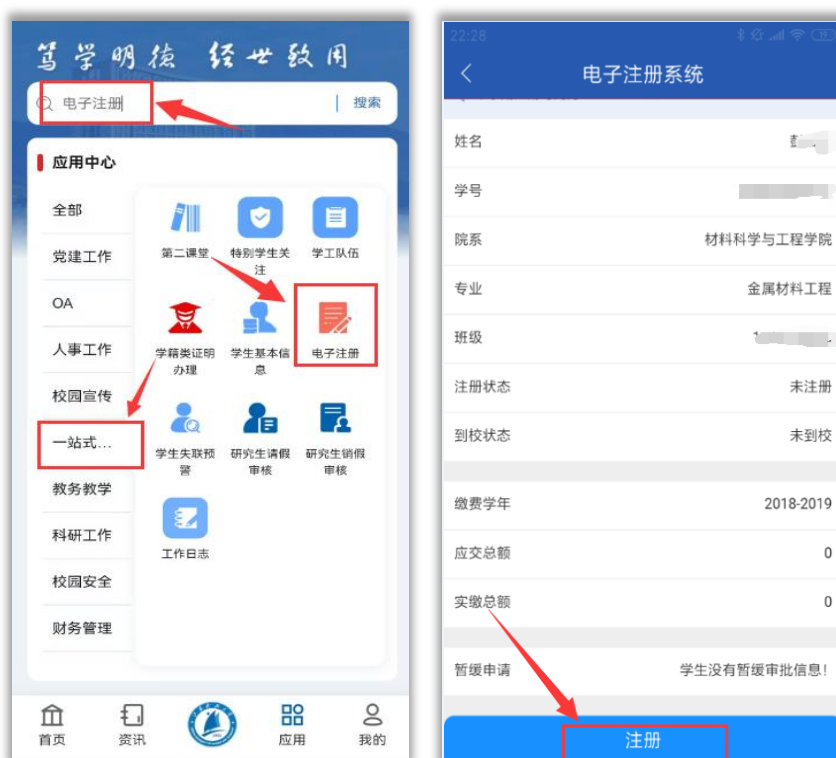 笃学明德 经世致用
电子注册
搜索
应用中心
全部
党建工作
OA
人事工作
校园宣传
一站式...
教务教学
科研工作
校园安全
财务管理
第二课堂
特别学生关注
学工队伍
学籍类证明办理
学生基本信息
电子注册
学生失联预警
研究生请假审核
研究生销假审核
工作日志
首页
资讯
应用
我的
22:28
电子注册系统
姓名
学号
院系 材料科学与工程学院
专业 金属材料工程
班级
注册状态 未注册
到校状态 未到校
缴费学年 2018-2019
应交总额 0
实缴总额 0
暂缓申请 学生没有暂缓审批信息!
注册